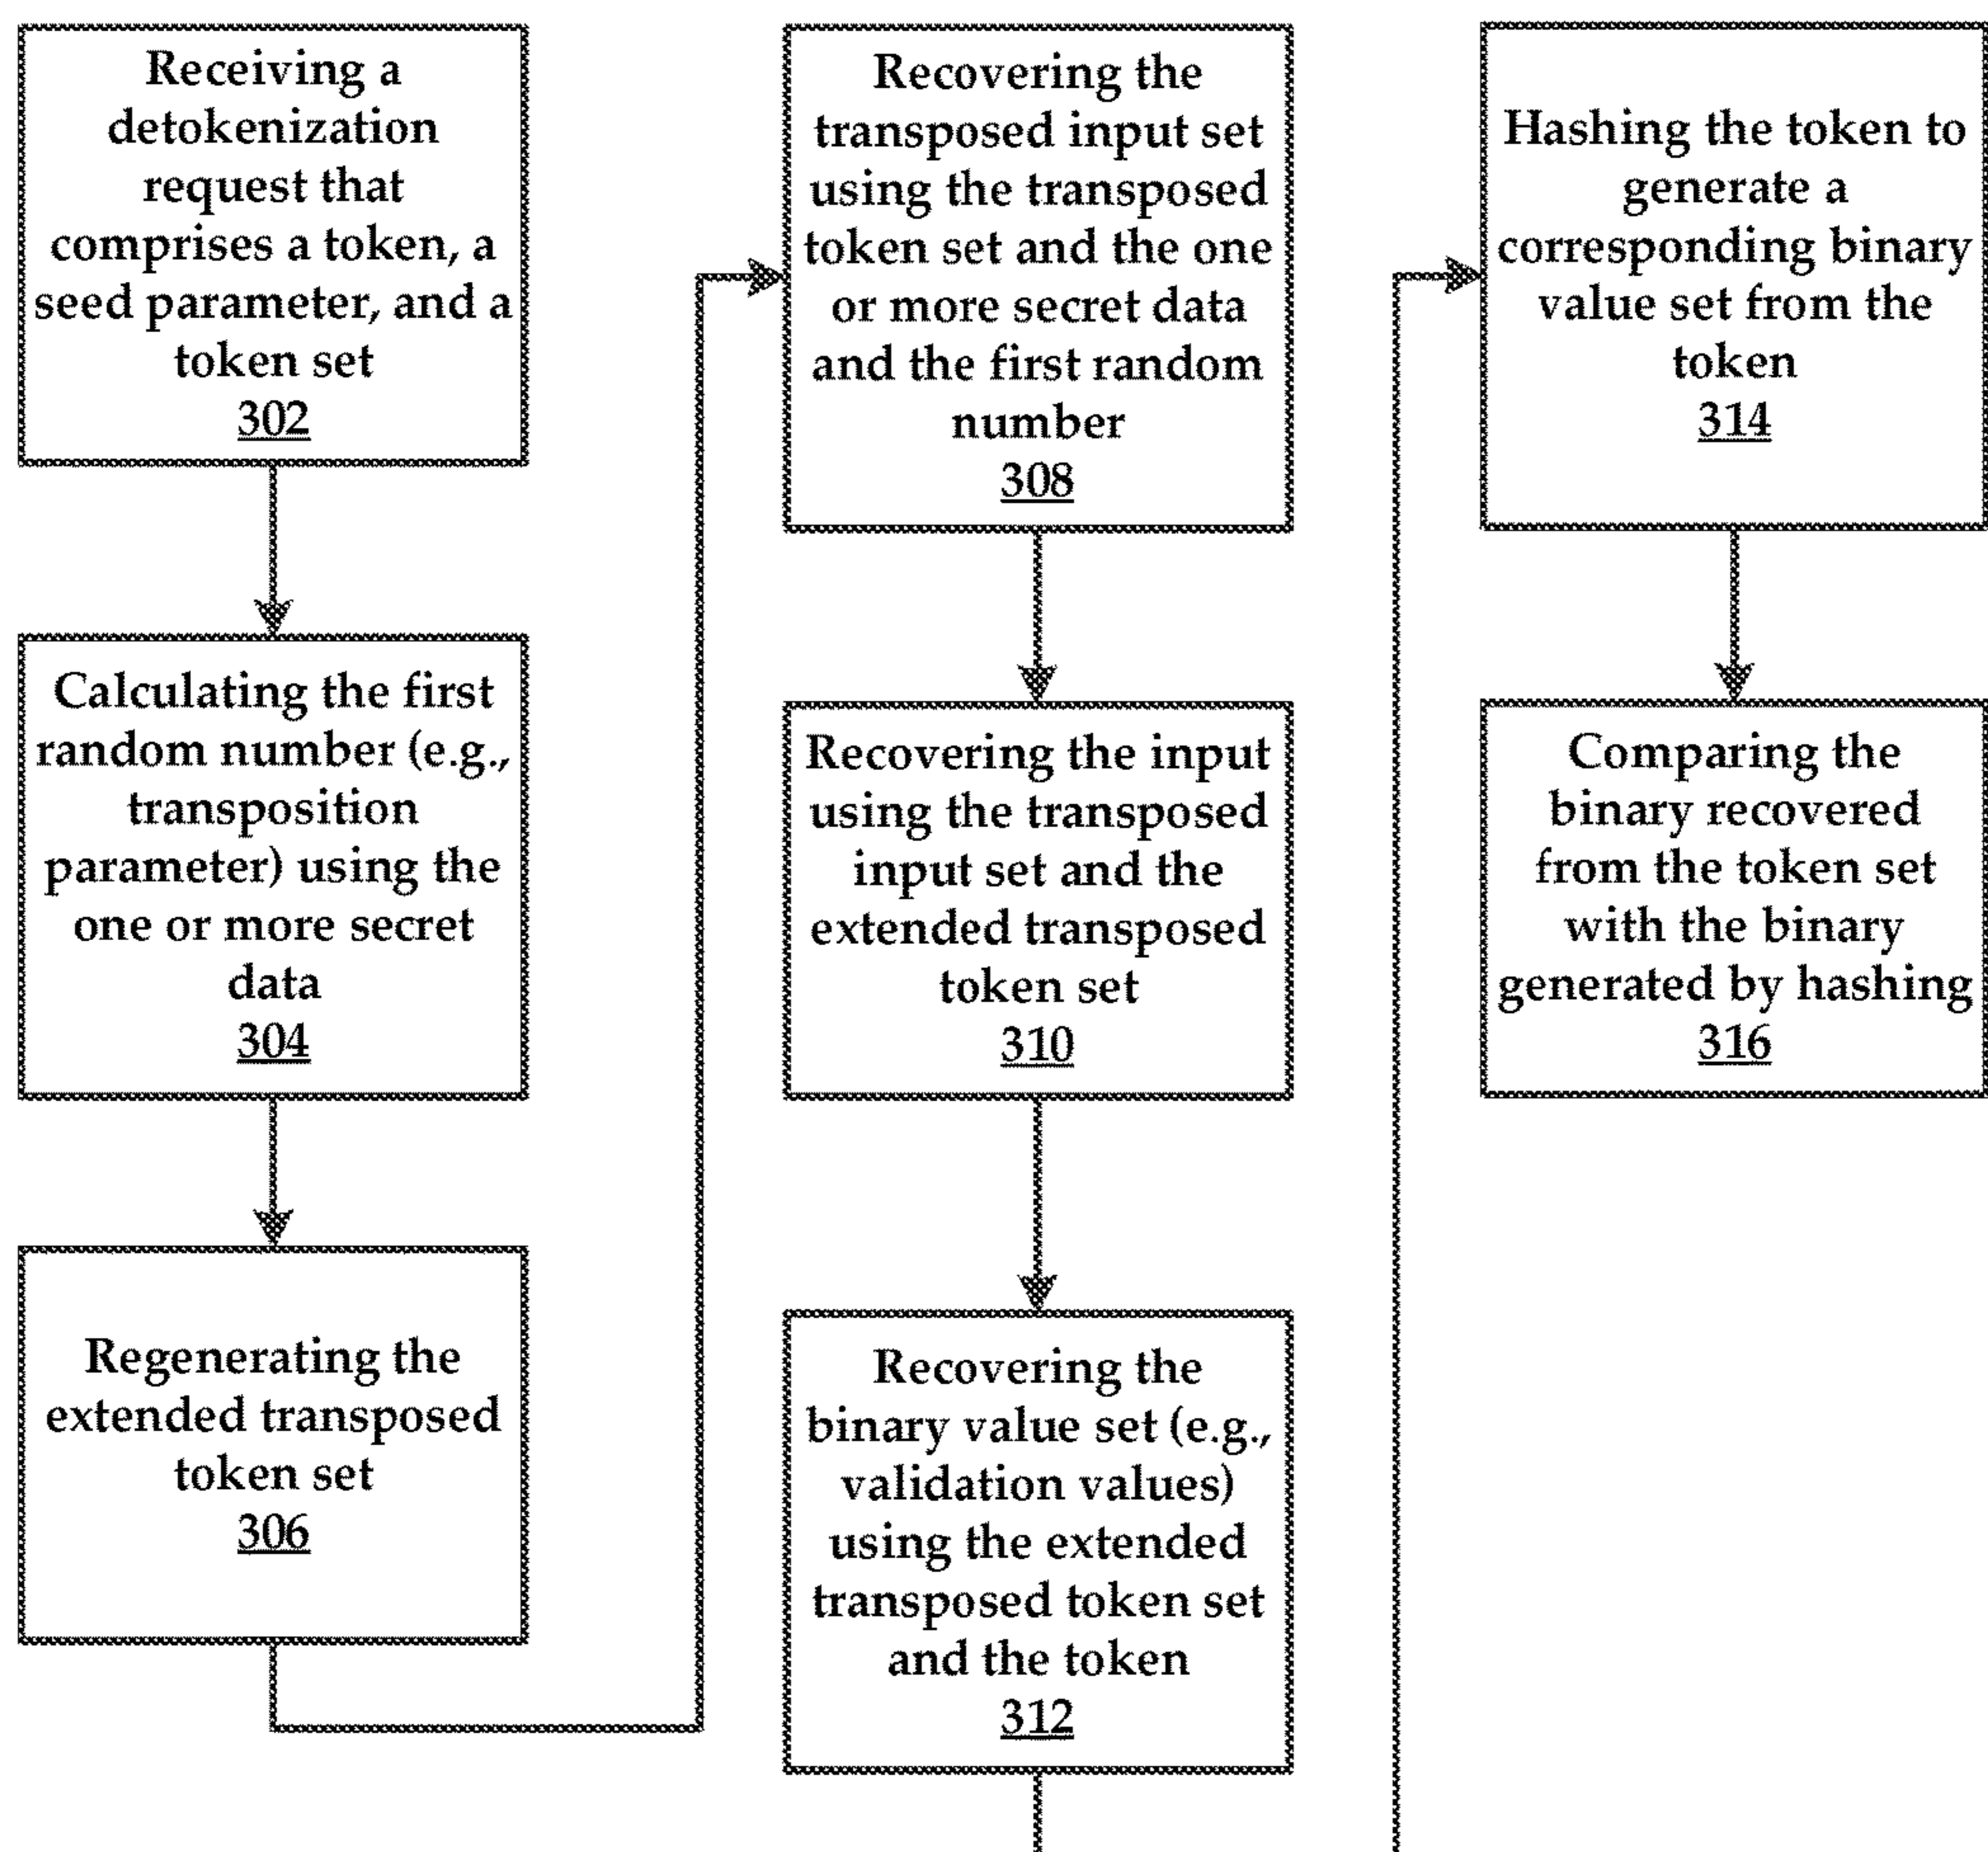 Receiving a
detokenization
request that
comprises a token, a
seed parameter, and a
token set
302
Calculating the first
random number (e.g.,
transposition
parameter) using the
one or more secret
data
304
Regenerating the
extended transposed
token set
306
Recovering the
transposed input set
using the transposed
token set and the one
or more secret data
and the first random
number
308
Recovering the input
using the transposed
input set and the
extended transposed
token set
310
Recovering the
binary value set (e.g.,
validation values)
using the extended
transposed token set
and the token
312
Hashing the token to
generate a
corresponding binary
value set from the
token
314
Comparing the
binary recovered
from the token set
with the binary
generated by hashing
316